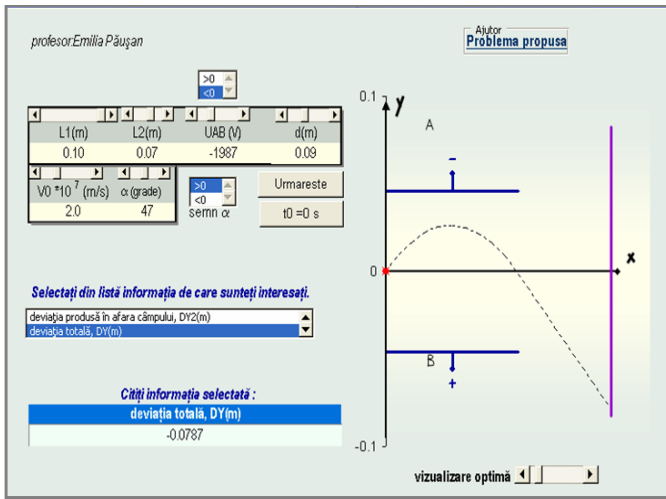 profesor:Emilia Păuşan
Ajutor
Problema propusa
>0
<0
L1(m) L2(m) UAB (V) d(m)
0.10 0.07 -1987 0.09
V0 *10 7 (m/s) α (grade)
2.0 47
>0
<0
semn α
Urmareste
t0 =0 s
Selectaţi din listă informaţia de care sunteţi interesaţi.
deviaţia produsă în afara câmpului, DY2(m)
deviaţia totală, DY(m)
Citiţi informaţia selectată :
deviaţia totală, DY(m)
-0.0787
0.1
y
A
-
0
x
B
+
-0.1
vizualizare optimă